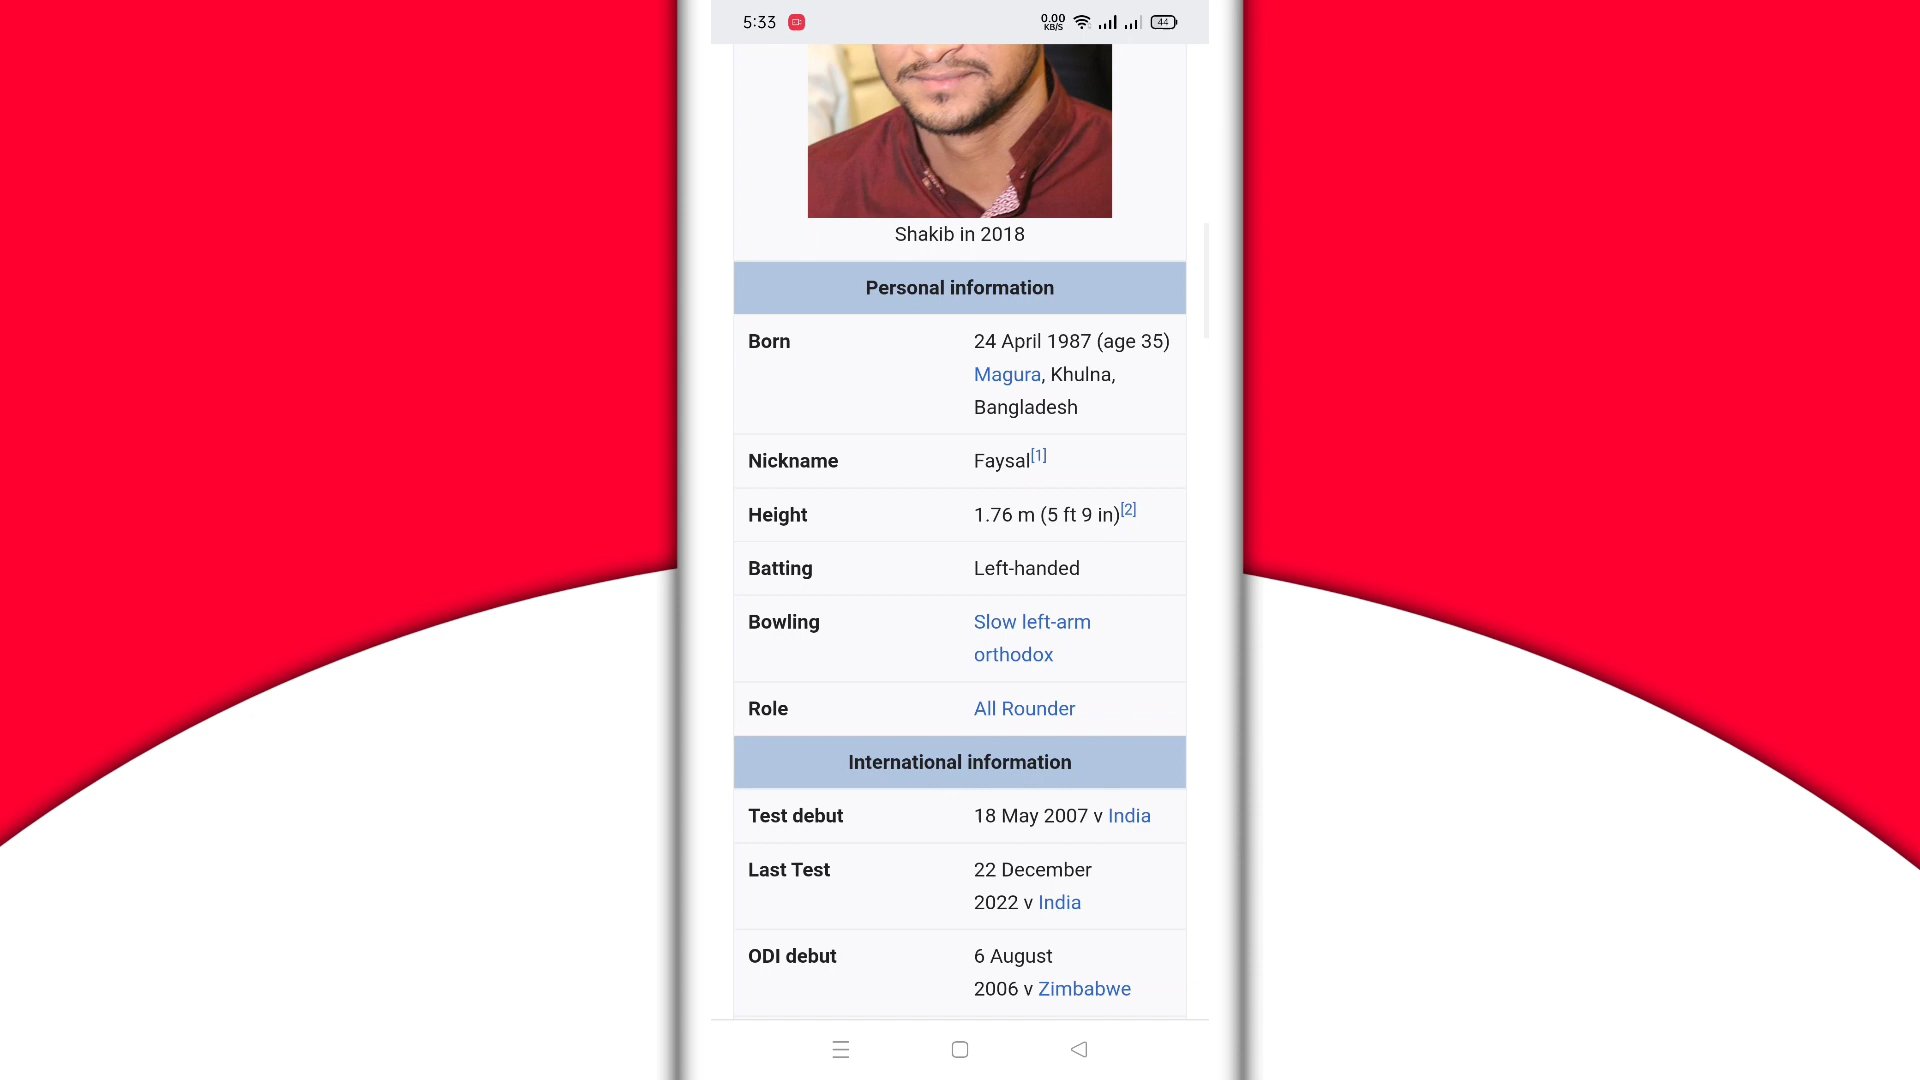 5:33
0.00
KB/S
44
Shakib in 2018
Personal information
Born
24 April 1987 (age 35)
Magura, Khulna,
Bangladesh
Nickname
Faysal[1]
Height
1.76 m (5 ft 9 in)[2]
Batting
Left-handed
Bowling
Slow left-arm
orthodox
Role
All Rounder
International information
Test debut
18 May 2007 v India
Last Test
22 December
2022 v India
ODI debut
6 August
2006 v Zimbabwe